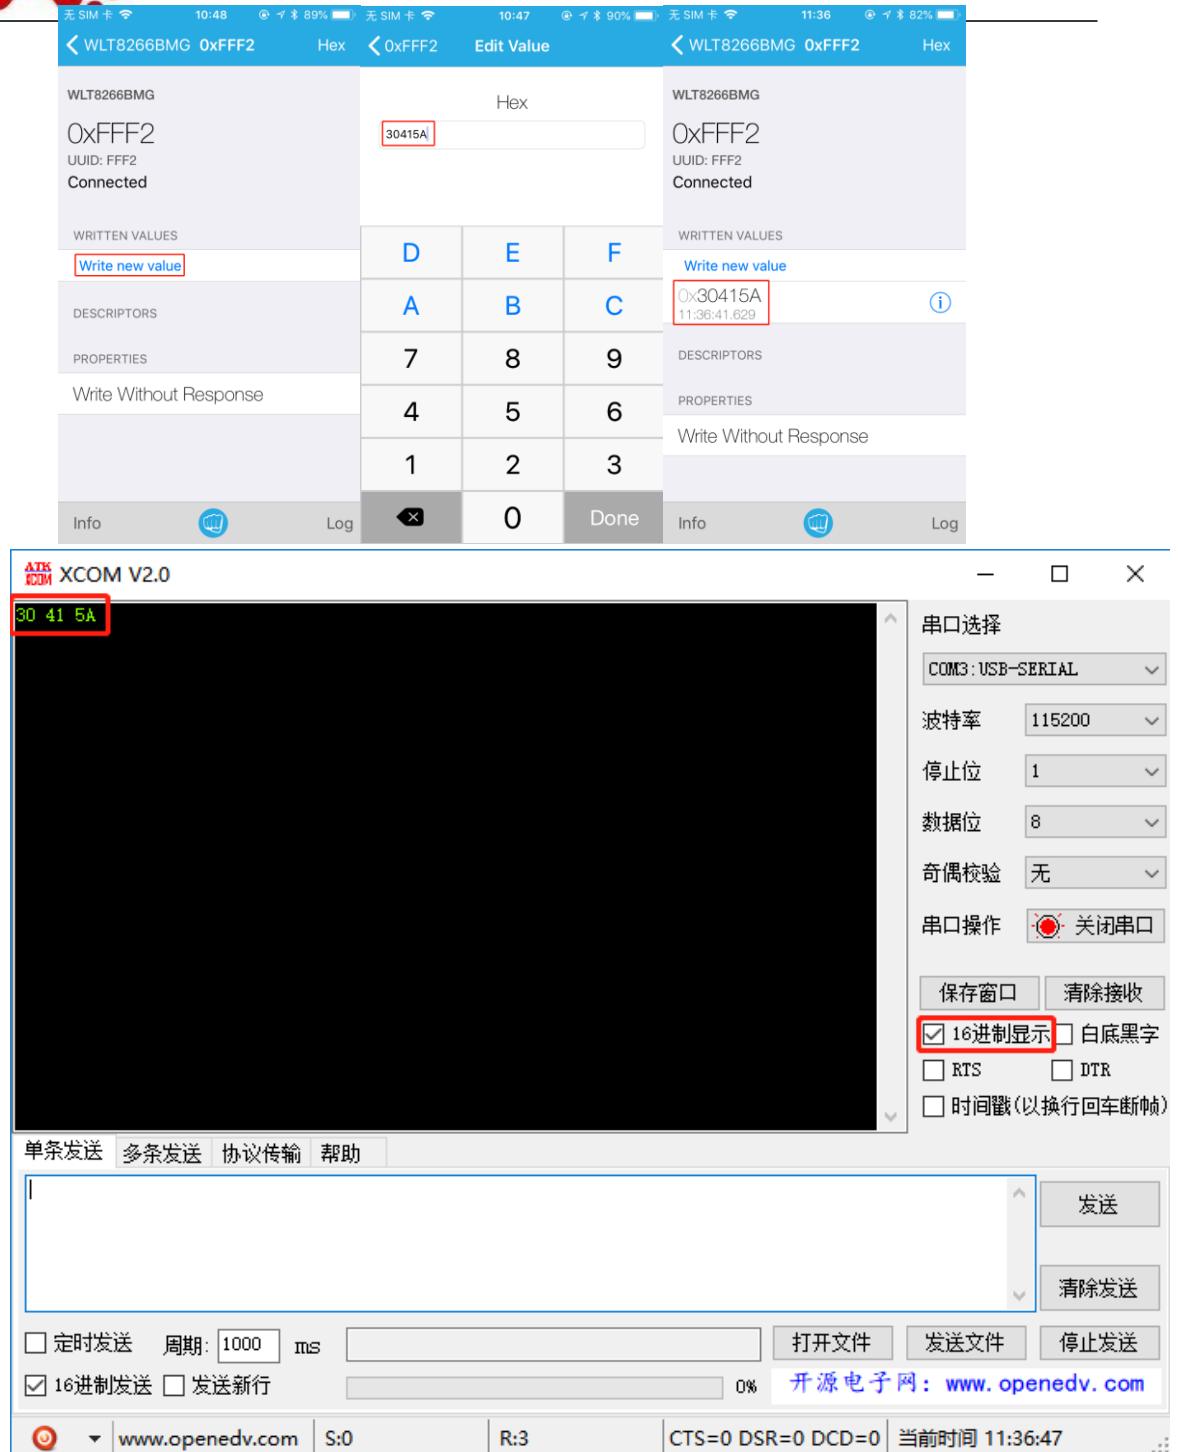 无 SIM 卡 10:48 89%
WLT8266BMG 0xFFF2 Hex
WLT8266BMG
0xFFF2
UUID: FFF2
Connected
WRITTEN VALUES
Write new value
DESCRIPTORS
PROPERTIES
Write Without Response
Info Log
无 SIM 卡 10:47 90%
0xFFF2 Edit Value
Hex
30415A
D E F
A B C
7 8 9
4 5 6
1 2 3
0 Done
无 SIM 卡 11:36 82%
WLT8266BMG 0xFFF2 Hex
WLT8266BMG
0xFFF2
UUID: FFF2
Connected
WRITTEN VALUES
Write new value
0x30415A
11:36:41.629
DESCRIPTORS
PROPERTIES
Write Without Response
Info Log
ATK XCOM XCOM V2.0
30 41 5A
串口选择
COM3:USB-SERIAL
波特率 115200
停止位 1
数据位 8
奇偶校验 无
串口操作 关闭串口
保存窗口 清除接收
16进制显示 白底黑字
RTS DTR
时间戳(以换行回车断帧)
单条发送 多条发送 协议传输 帮助
发送
清除发送
定时发送 周期: 1000 ms 打开文件 发送文件 停止发送
16进制发送 发送新行 0% 开源电子网: www.openedv.com
www.openedv.com S:0 R:3 CTS=0 DSR=0 DCD=0 当前时间 11:36:47